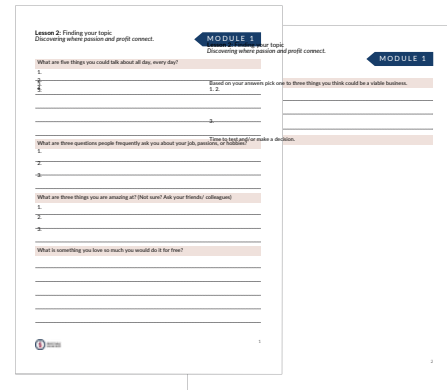 Lesson 2: Finding your topic
Discovering where passion and profit connect.
MODULE 1
What are five things you could talk about all day, every day?
1.
2.
3.
What are three questions people frequently ask you about your job, passions, or hobbies?
1.
2.
3.
What are three things you are amazing at? (Not sure? Ask your friends/ colleagues)
1.
2.
3.
What is something you love so much you would do it for free?
1
Lesson 2: Finding your topic
Discovering where passion and profit connect.
MODULE 1
Based on your answers pick one to three things you think could be a viable business.
1. 2.
3.
Time to test and/or make a decision.
2